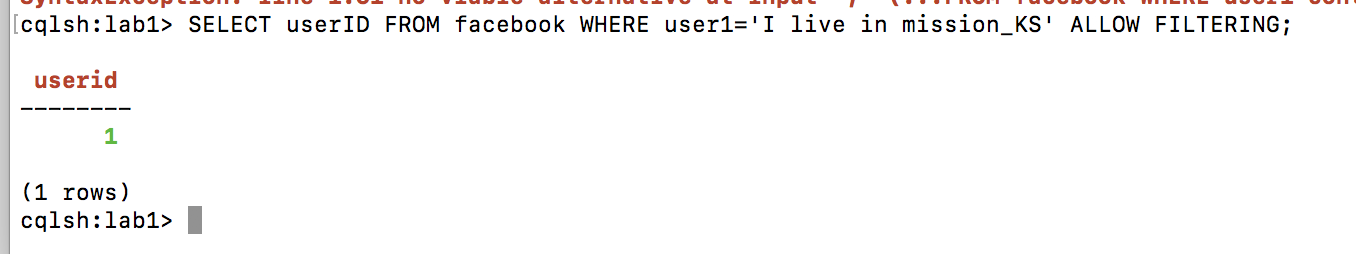 [cqlsh:lab1> SELECT userID FROM facebook WHERE user1='I live in mission_KS' ALLOW FILTERING;
userid
--------
1
(1 rows)
cqlsh:lab1>